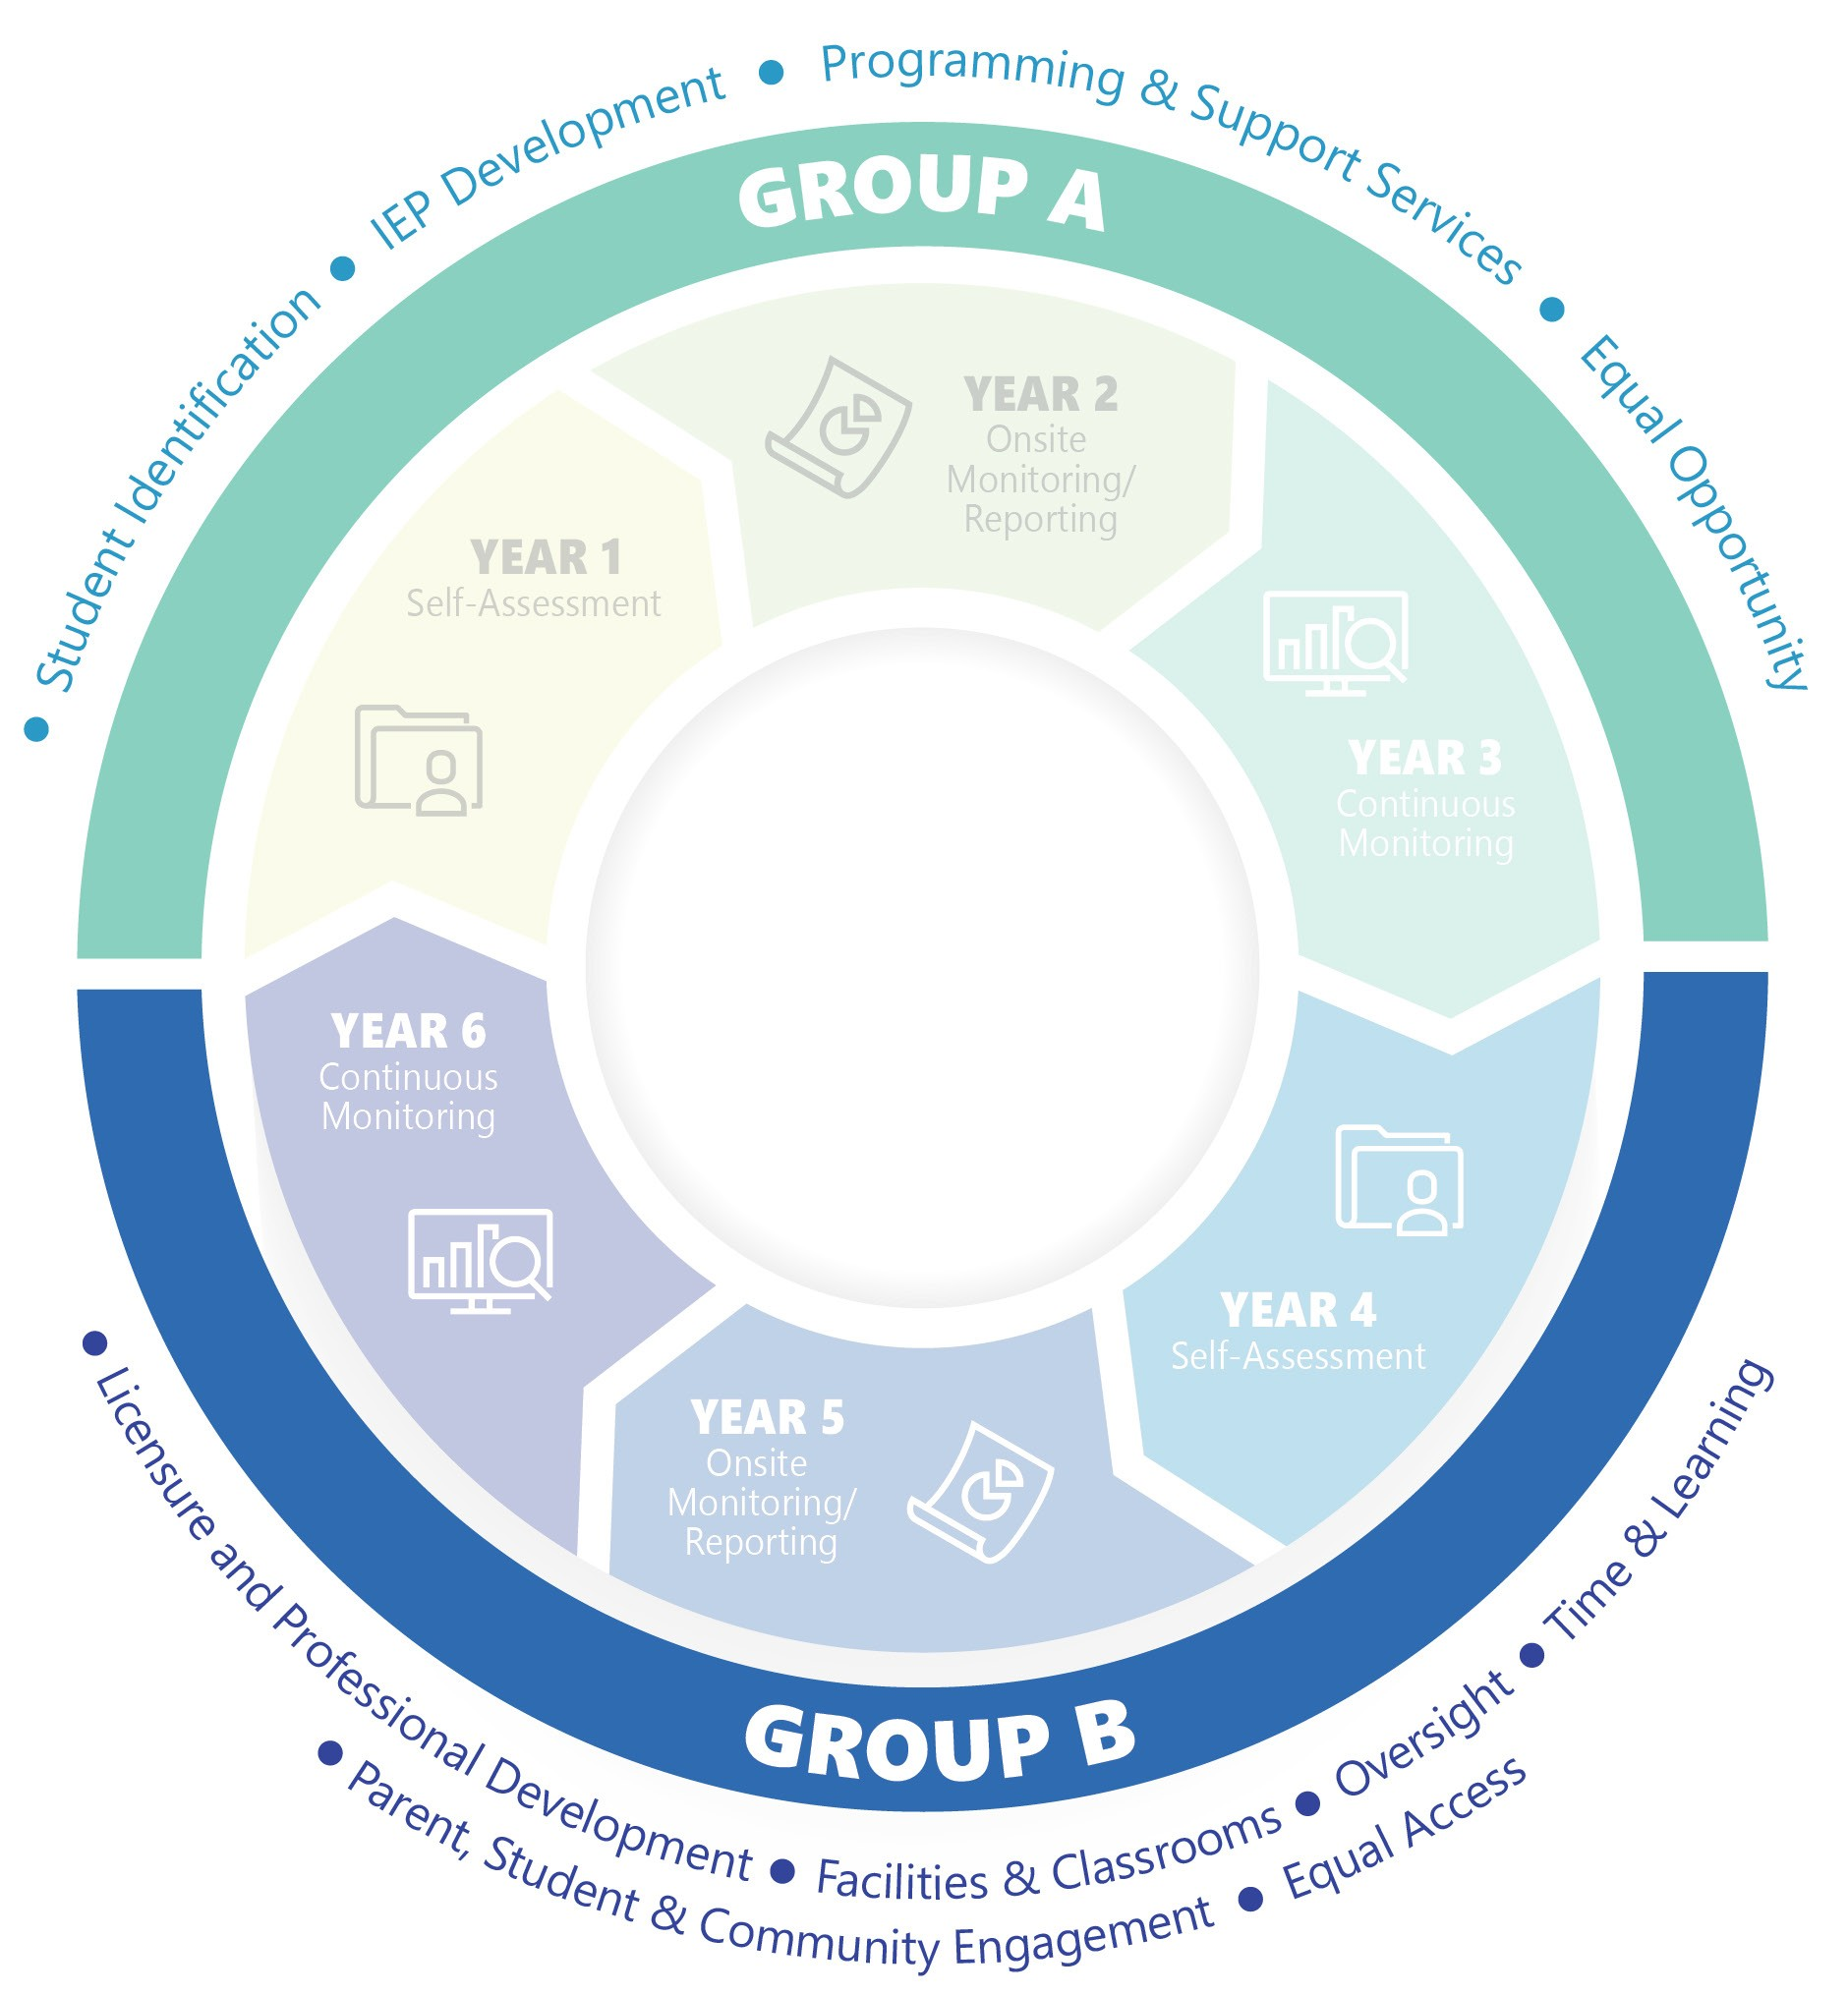 • Student Identification • IEP Development • Programming & Support Services • Equal Opportunity
GROUP A
YEAR 1
Self-Assessment
YEAR 2
Onsite
Monitoring/
Reporting
YEAR 3
Continuous
Monitoring
YEAR 4
Self-Assessment
YEAR 5
Onsite
Monitoring/
Reporting
YEAR 6
Continuous
Monitoring
GROUP B
• Licensure and Professional Development • Facilities & Classrooms • Oversight • Time & Learning
• Parent, Student & Community Engagement • Equal Access